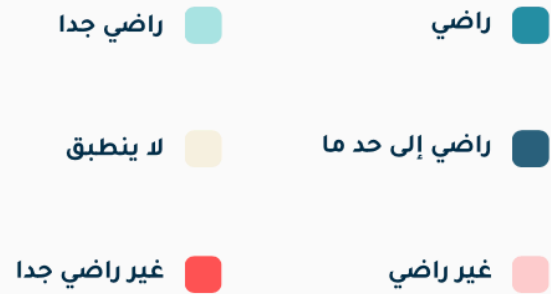 راضي
راضي جدا
راضي إلى حد ما
لا ينطبق
غير راضي
غير راضي جدا